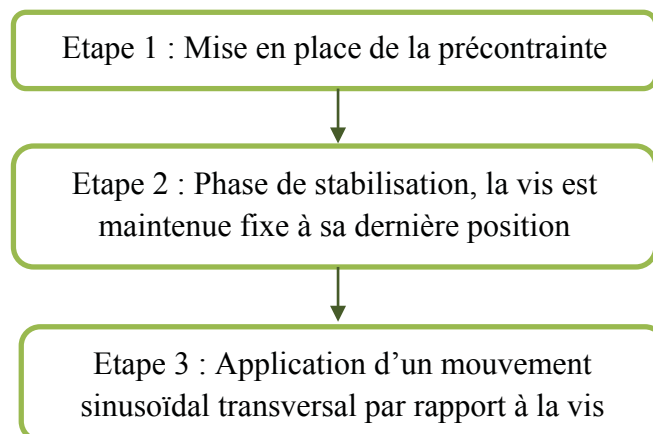 Etape 1 : Mise en place de la précontrainte
Etape 2 : Phase de stabilisation, la vis est
maintenue fixe à sa dernière position
Etape 3 : Application d’un mouvement
sinusoïdal transversal par rapport à la vis